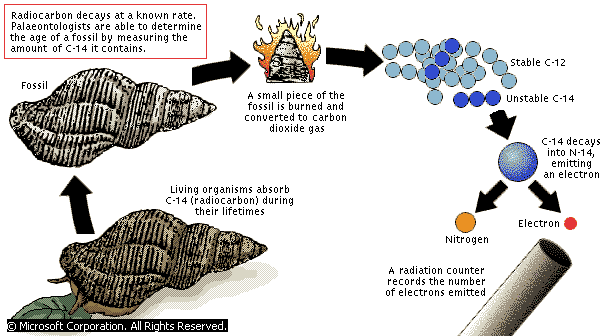 Radiocarbon decays at a known rate.
Palaeontologists are able to determine
the age of a fossil by measuring the
amount of C-14 it contains.
Fossil
A small piece of the
fossil is burned and
converted to carbon
dioxide gas
Stable C-12
Unstable C-14
C-14 decays
into N-14,
emitting
an electron
Nitrogen
Electron
Living organisms absorb
C-14 (radiocarbon) during
their lifetimes
A radiation counter
records the number
of electrons emitted
© Microsoft Corporation. All Rights Reserved.